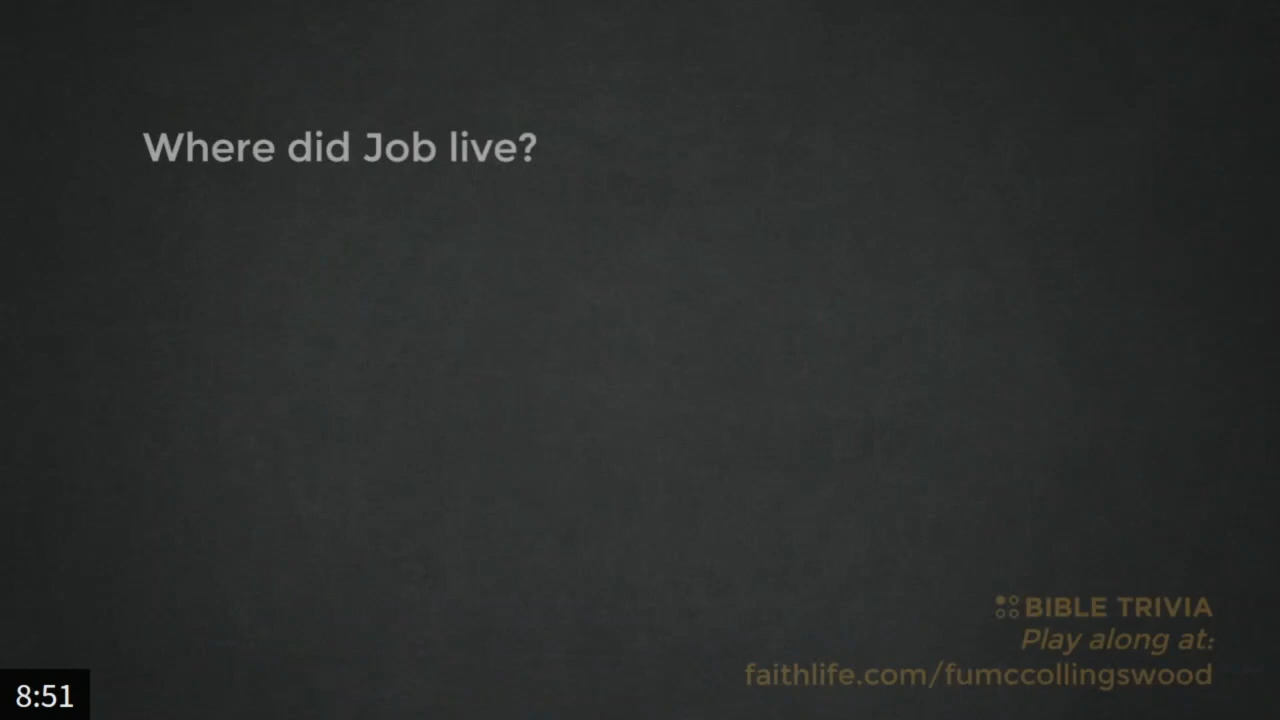 Where did Job live?
BIBLE TRIVIA
Play along at:
faithlife.com/fumccollingswood
8:51